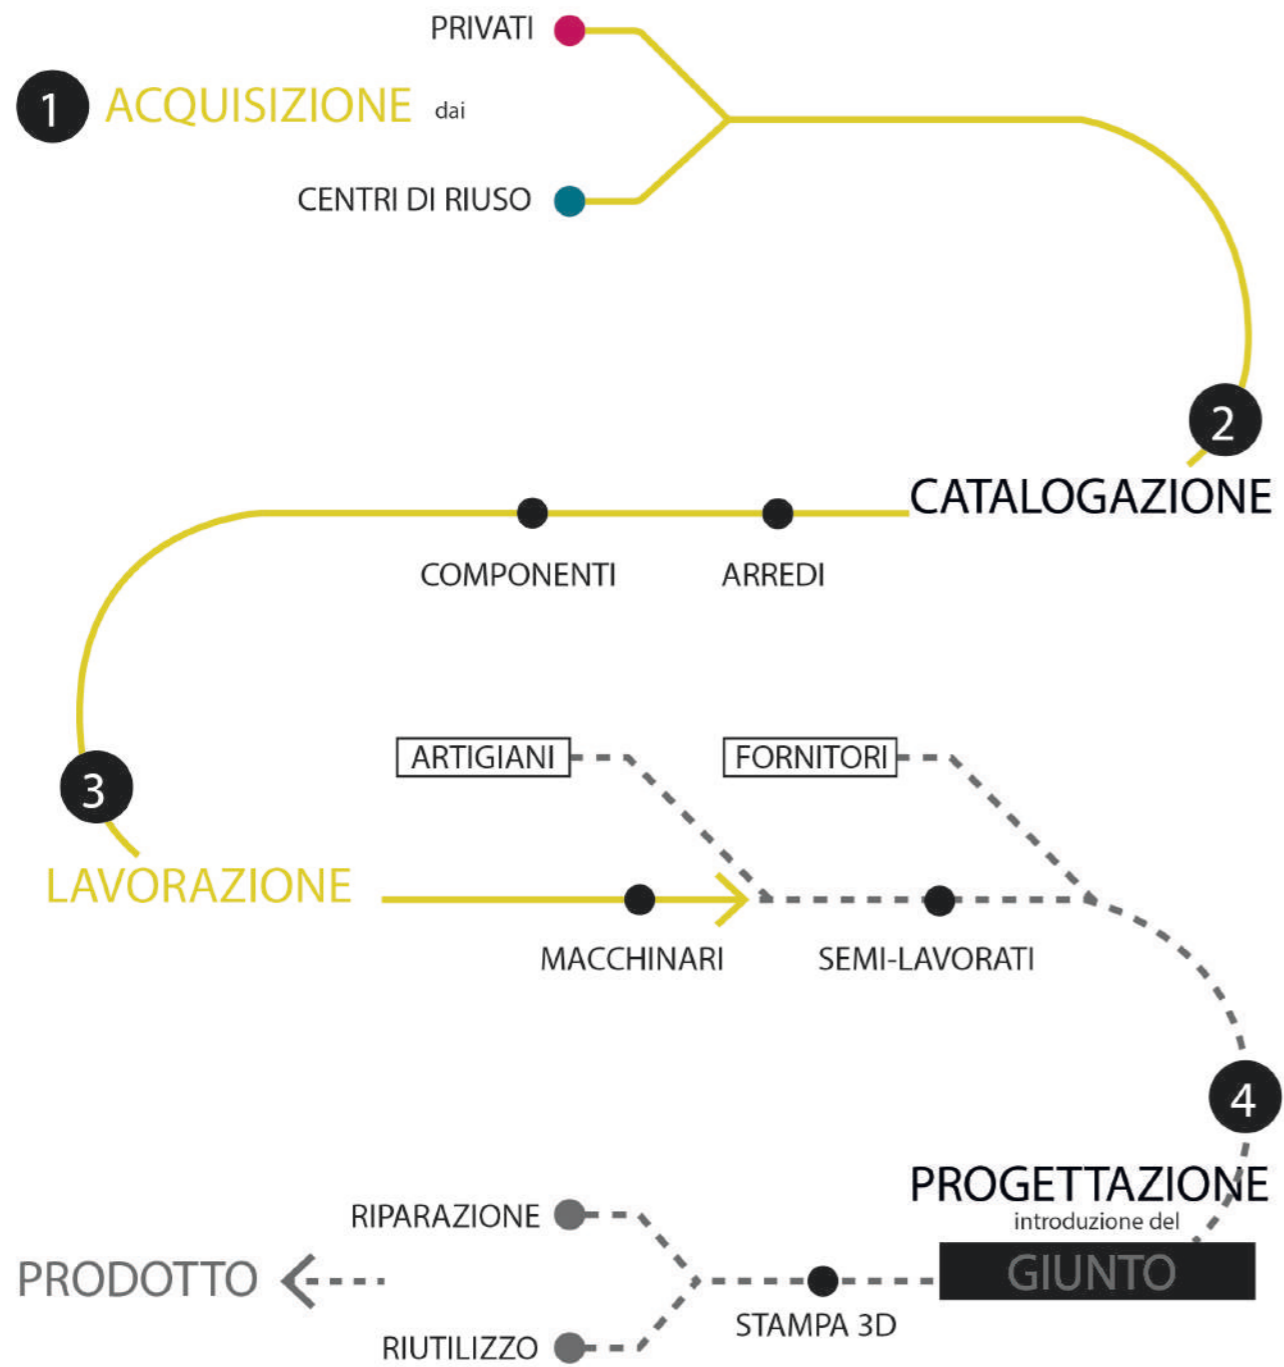 PRIVATI
1 ACQUISIZIONE dai
CENTRI DI RIUSO
2
CATALOGAZIONE
COMPONENTI ARREDI
ARTIGIANI FORNITORI
3
LAVORAZIONE
MACCHINARI SEMI-LAVORATI
4
PROGETTAZIONE
introduzione del
GIUNTO
RIPARAZIONE
PRODOTTO
STAMPA 3D
RIUTILIZZO